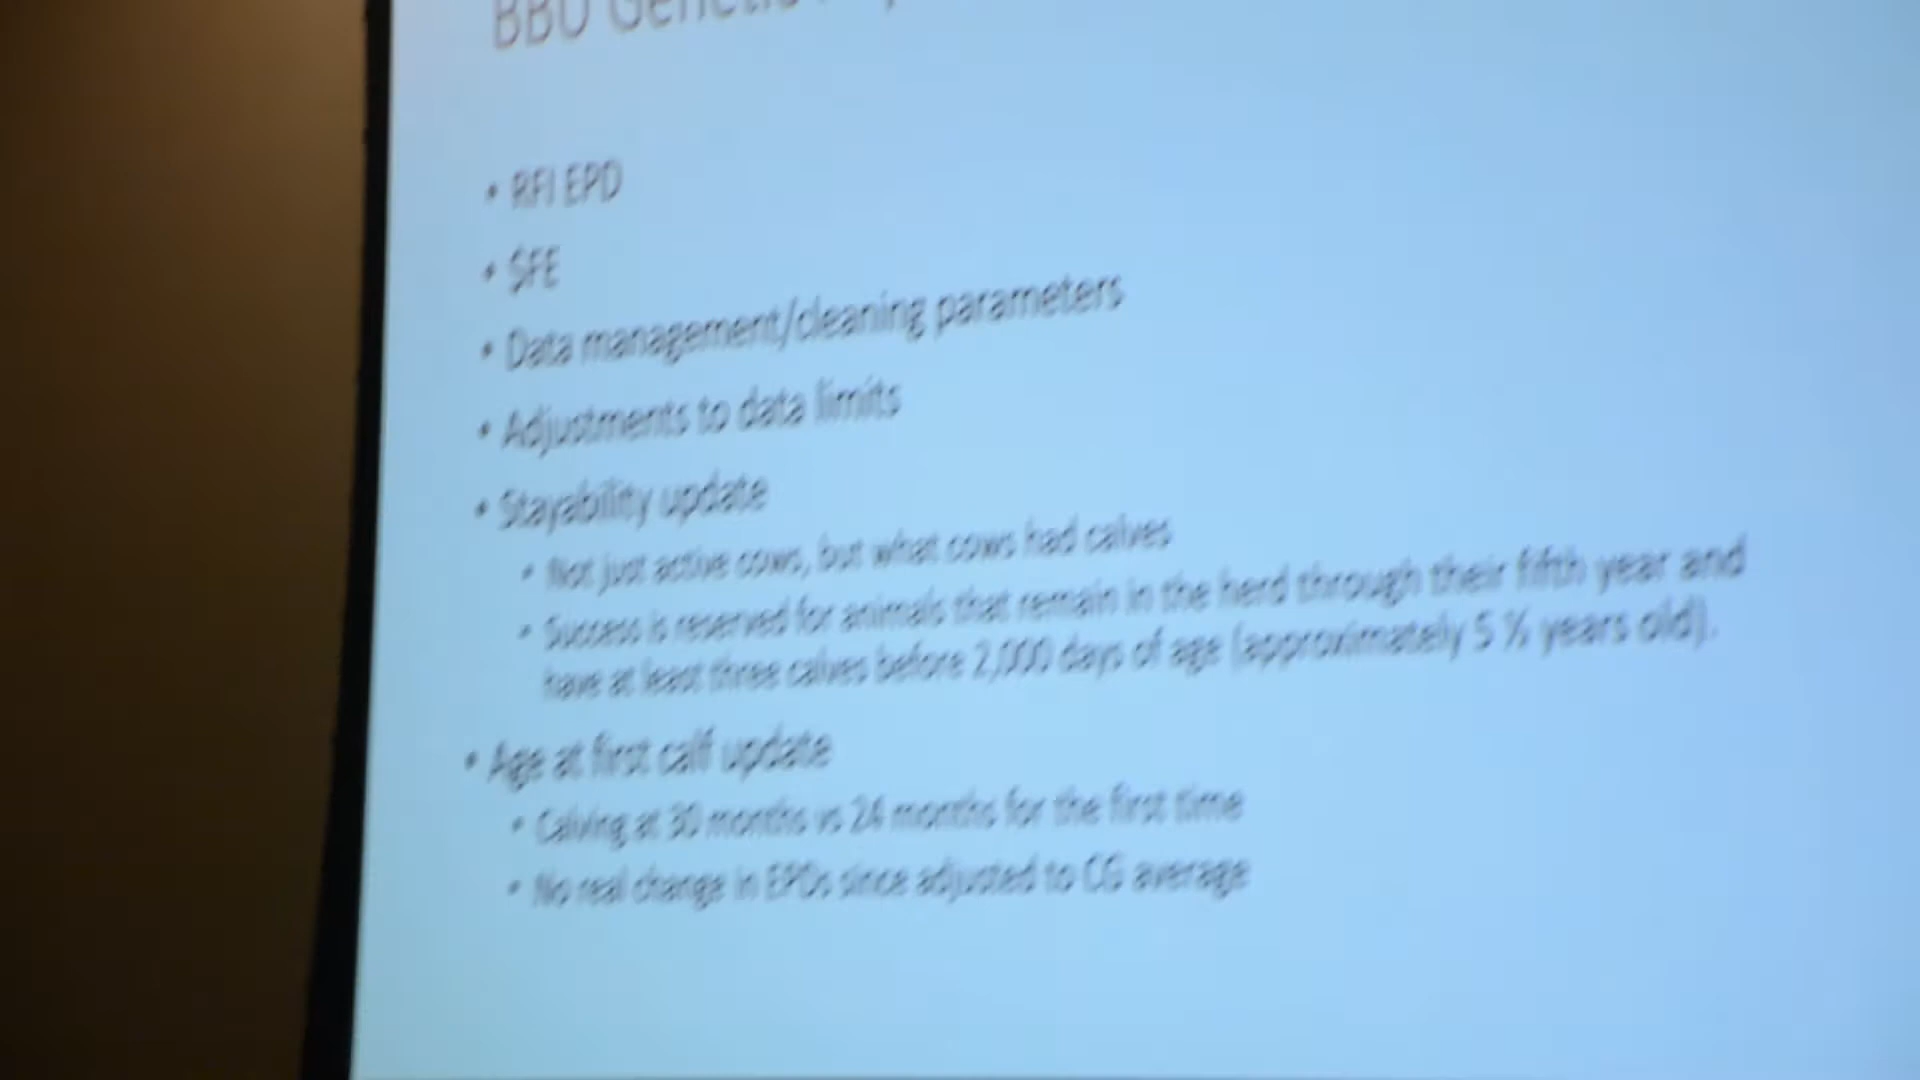 BBU Genetic
• RFI EPD
• SFE
• Data management/cleaning parameters
• Adjustments to data limits
• Stayability update
• Not just active cows, but what cows had calves
• Success is reserved for animals that remain in the herd through their fifth year and
have at least three calves before 2,000 days of age (approximately 5 ½ years old).
• Age at first calf update
• Calving at 30 months vs 24 months for the first time
• No real change in EPDs since adjusted to CG average